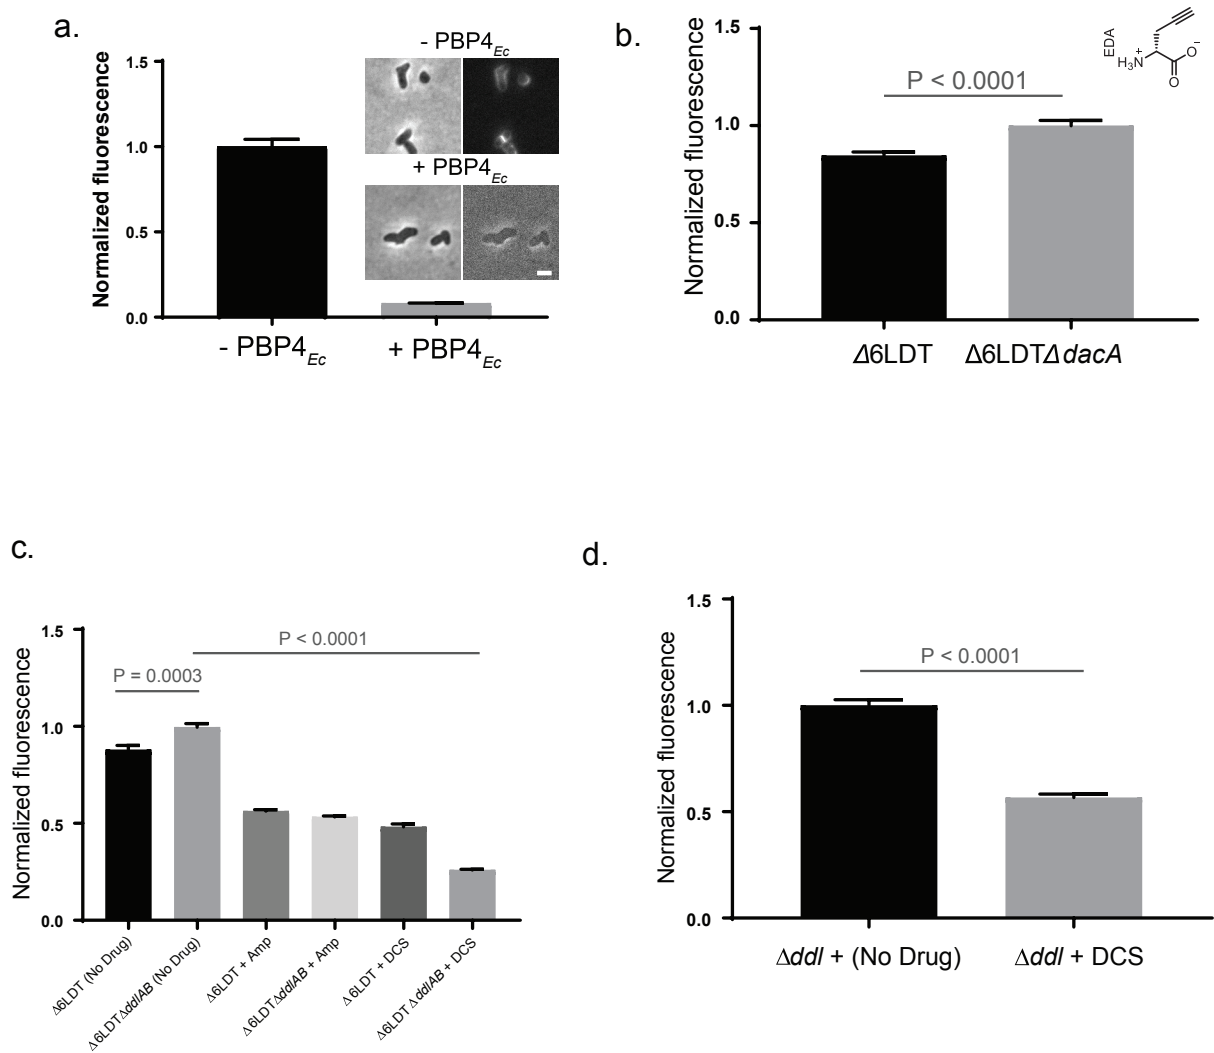 a.
Normalized fluorescence
1.5
1.0
0.5
0.0
- PBP4Ec
+ PBP4Ec
- PBP4Ec
+ PBP4Ec
b.
Normalized fluorescence
1.5
1.0
0.5
0.0
P < 0.0001
EDA
H3N
+
O
-
O
Δ6LDT
Δ6LDTΔdacA
c.
Normalized fluorescence
1.5
1.0
0.5
0.0
P = 0.0003
P < 0.0001
Δ6LDT (No Drug)
Δ6LDTΔddlAB (No Drug)
Δ6LDT + Amp
Δ6LDTΔddlAB + Amp
Δ6LDT + DCS
Δ6LDTΔddlAB + DCS
d.
Normalized fluorescence
1.5
1.0
0.5
0.0
P < 0.0001
Δddl + (No Drug)
Δddl + DCS